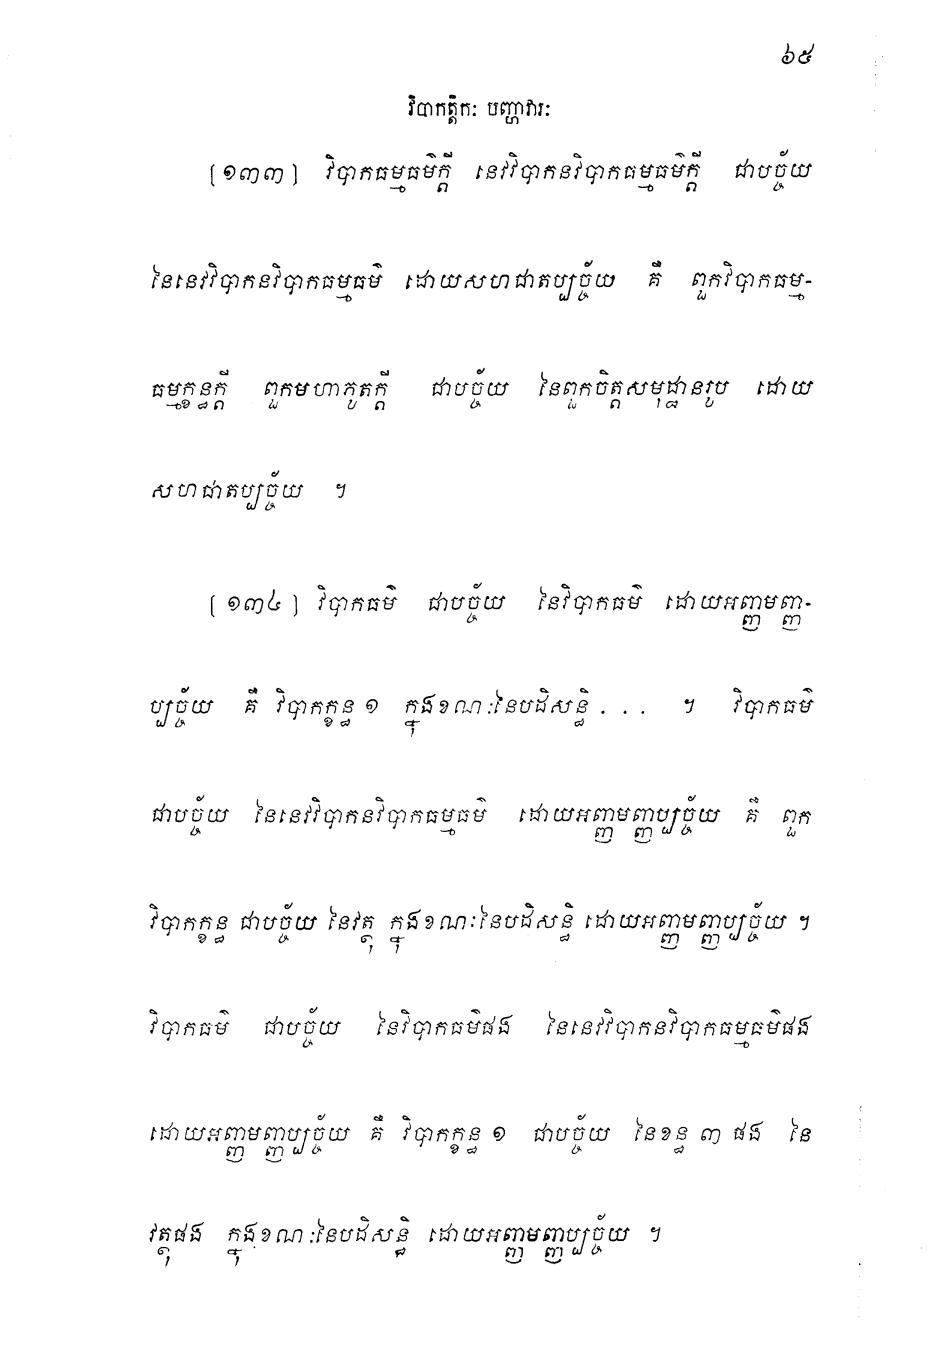 ៦៥
វិបាកត្តិកៈ បញ្ហាវារៈ
[១៣៣] វិបាកធម្មធម៌ក្តី នេវវិបាកនវិបាកធម្មធម៌ក្តី ជាបច្ច័យ
នៃនេវវិបាកនវិបាកធម្មធម៌ ដោយសហជាតប្បច្ច័យ គឺ ពួកវិបាកធម្ម-
ធម្មក្ខន្ធក្តី ពួកមហាភូតក្តី ជាបច្ច័យ នៃពួកចិត្តសមុដ្ឋានរូប ដោយ
សហជាតប្បច្ច័យ ។
[១៣៤] វិបាកធម៌ ជាបច្ច័យ នៃវិបាកធម៌ ដោយអញ្ញមញ្ញ-
ប្បច្ច័យ គឺ វិបាកក្ខន្ធ ១ ក្នុងខណៈនៃបដិសន្ធិ . . . ។ វិបាកធម៌
ជាបច្ច័យ នៃនេវវិបាកនវិបាកធម្មធម៌ ដោយអញ្ញមញ្ញប្បច្ច័យ គឺ ពួក
វិបាកក្ខន្ធ ជាបច្ច័យ នៃវត្ថុ ក្នុងខណៈនៃបដិសន្ធិ ដោយអញ្ញមញ្ញប្បច្ច័យ ។
វិបាកធម៌ ជាបច្ច័យ នៃវិបាកធម៌ផង នៃនេវវិបាកនវិបាកធម្មធម៌ផង
ដោយអញ្ញមញ្ញប្បច្ច័យ គឺ វិបាកក្ខន្ធ ១ ជាបច្ច័យ នៃខន្ធ ៣ ផង នៃ
វត្ថុផង ក្នុងខណៈនៃបដិសន្ធិ ដោយអញ្ញមញ្ញប្បច្ច័យ ។